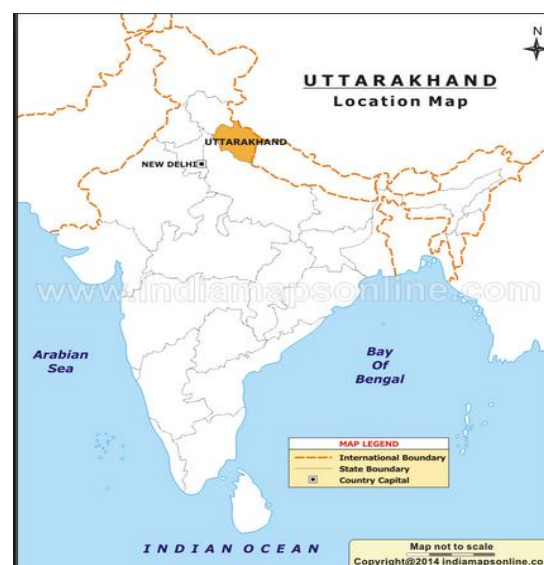 N
UTTARAKHAND
Location Map
UTTARAKHAND
NEW DELHI
www.indiamapsonline.com
Arabian
Sea
Bay
Of
Bengal
MAP LEGEND
International Boundary
State Boundary
Country Capital
INDIAN OCEAN
Map not to scale
Copyright@2014 indiamapsonline.co